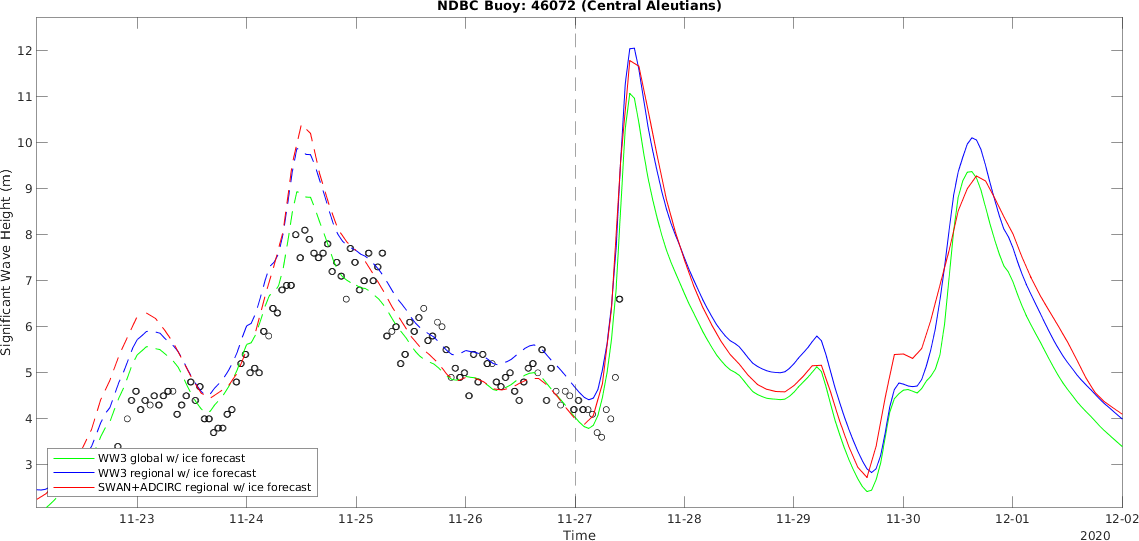 NDBC Buoy: 46072 (Central Aleutians)
12
11
10
9
8
7
6
5
4
3
Significant Wave Height (m)
WW3 global w/ ice forecast
WW3 regional w/ ice forecast
SWAN+ADCIRC regional w/ ice forecast
11-23 11-24 11-25 11-26 11-27 11-28 11-29 11-30 12-01 12-02
Time
2020